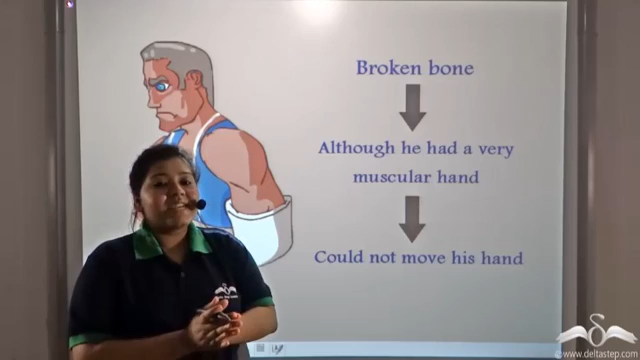 Broken bone
Although he had a very
muscular hand
Could not move his hand
www.deltastep.com